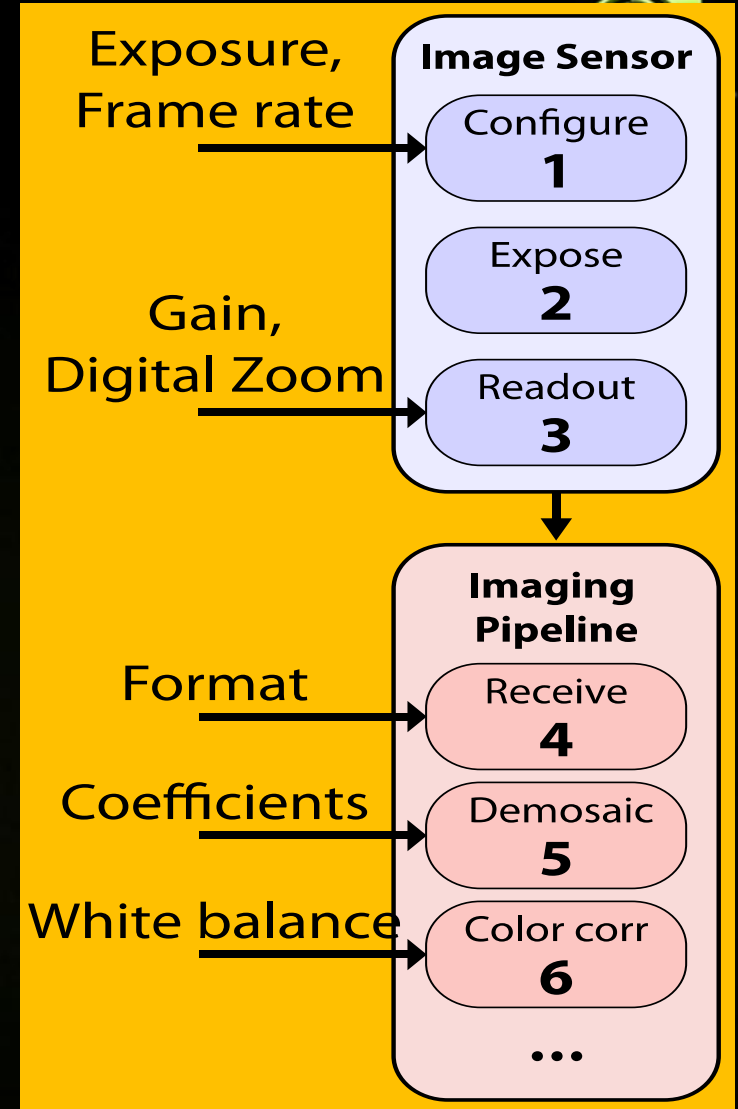 Exposure,
Frame rate
Image Sensor
Configure
1
Expose
2
Gain,
Digital Zoom
Readout
3
Imaging
Pipeline
Format
Receive
4
Coefficients
Demosaic
5
White balance
Color corr
6
...